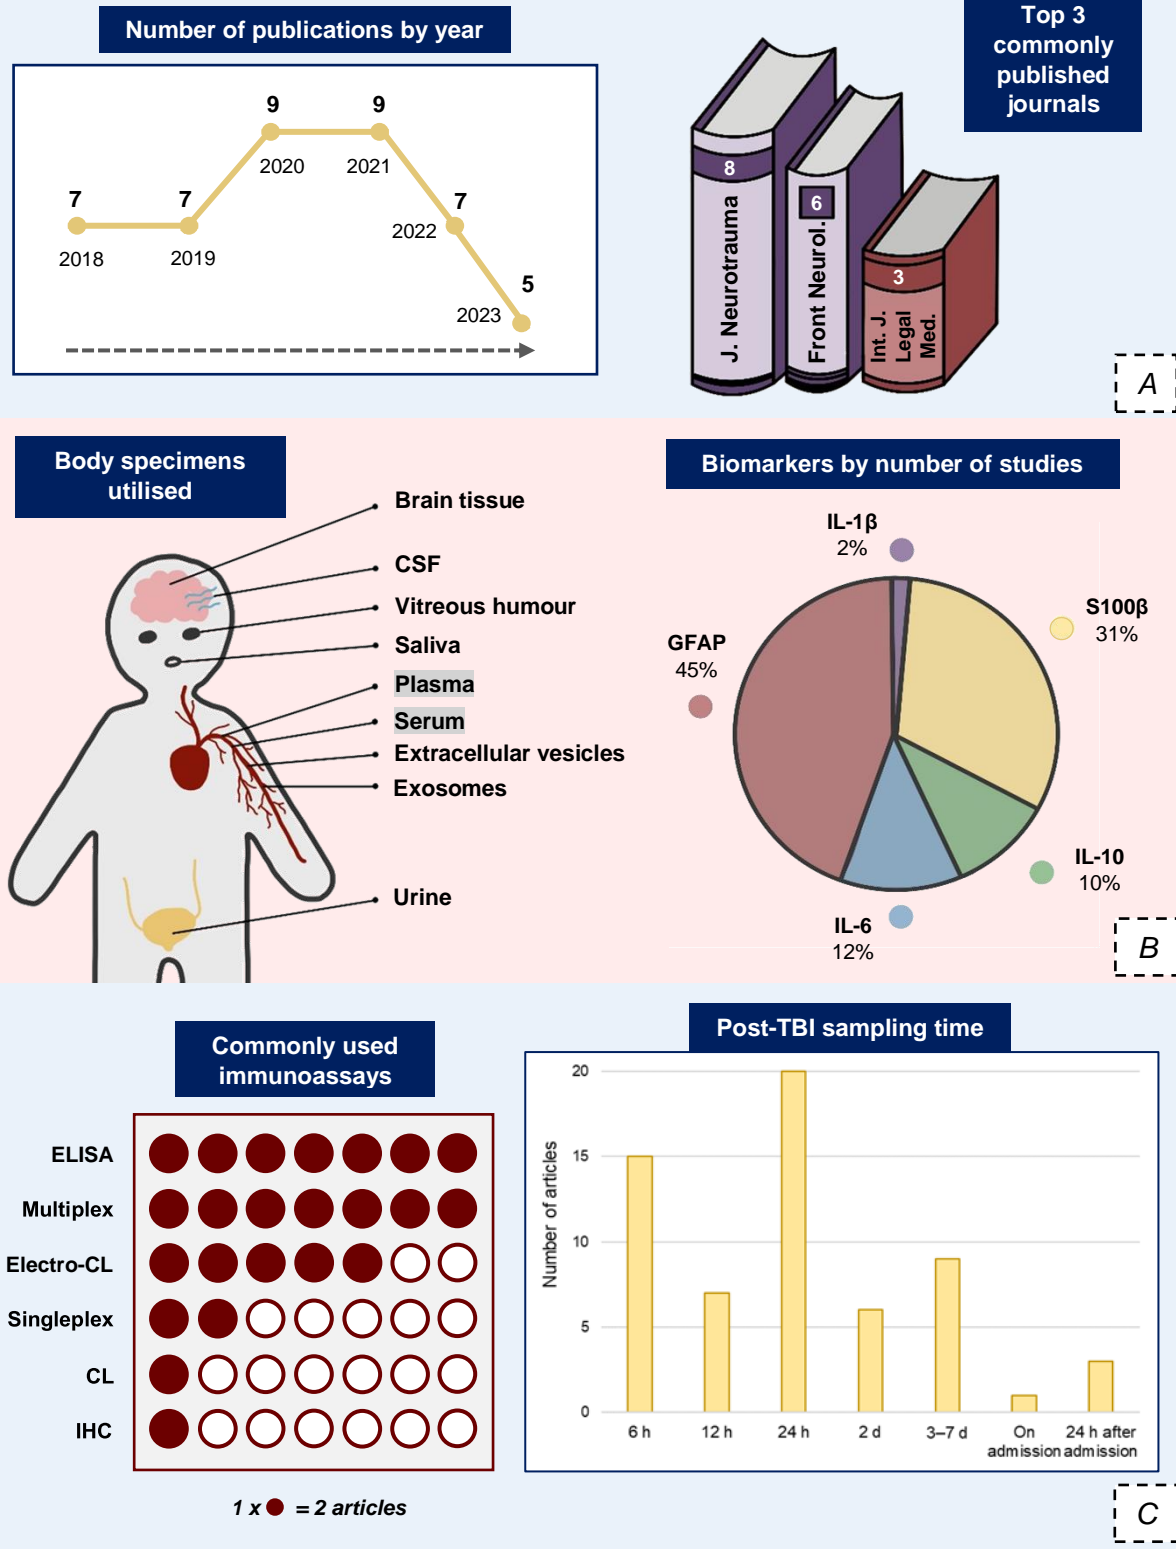 Number of publications by year
7
2018
7
2019
9
2020
9
2021
7
2022
5
2023
Top 3
commonly
published
journals
8
J. Neurotrauma
6
Front Neurol.
3
Int. J.
Legal
Med.
A
Body specimens
utilised
Brain tissue
CSF
Vitreous humour
Saliva
Plasma
Serum
Extracellular vesicles
Exosomes
Urine
Biomarkers by number of studies
IL-1β
2%
S100β
31%
GFAP
45%
IL-10
10%
IL-6
12%
B
Commonly used
immunoassays
ELISA
Multiplex
Electro-CL
Singleplex
CL
IHC
1 x = 2 articles
Post-TBI sampling time
Number of articles
20
15
10
5
0
6 h
12 h
24 h
2 d
3–7 d
On
admission
24 h after
admission
C